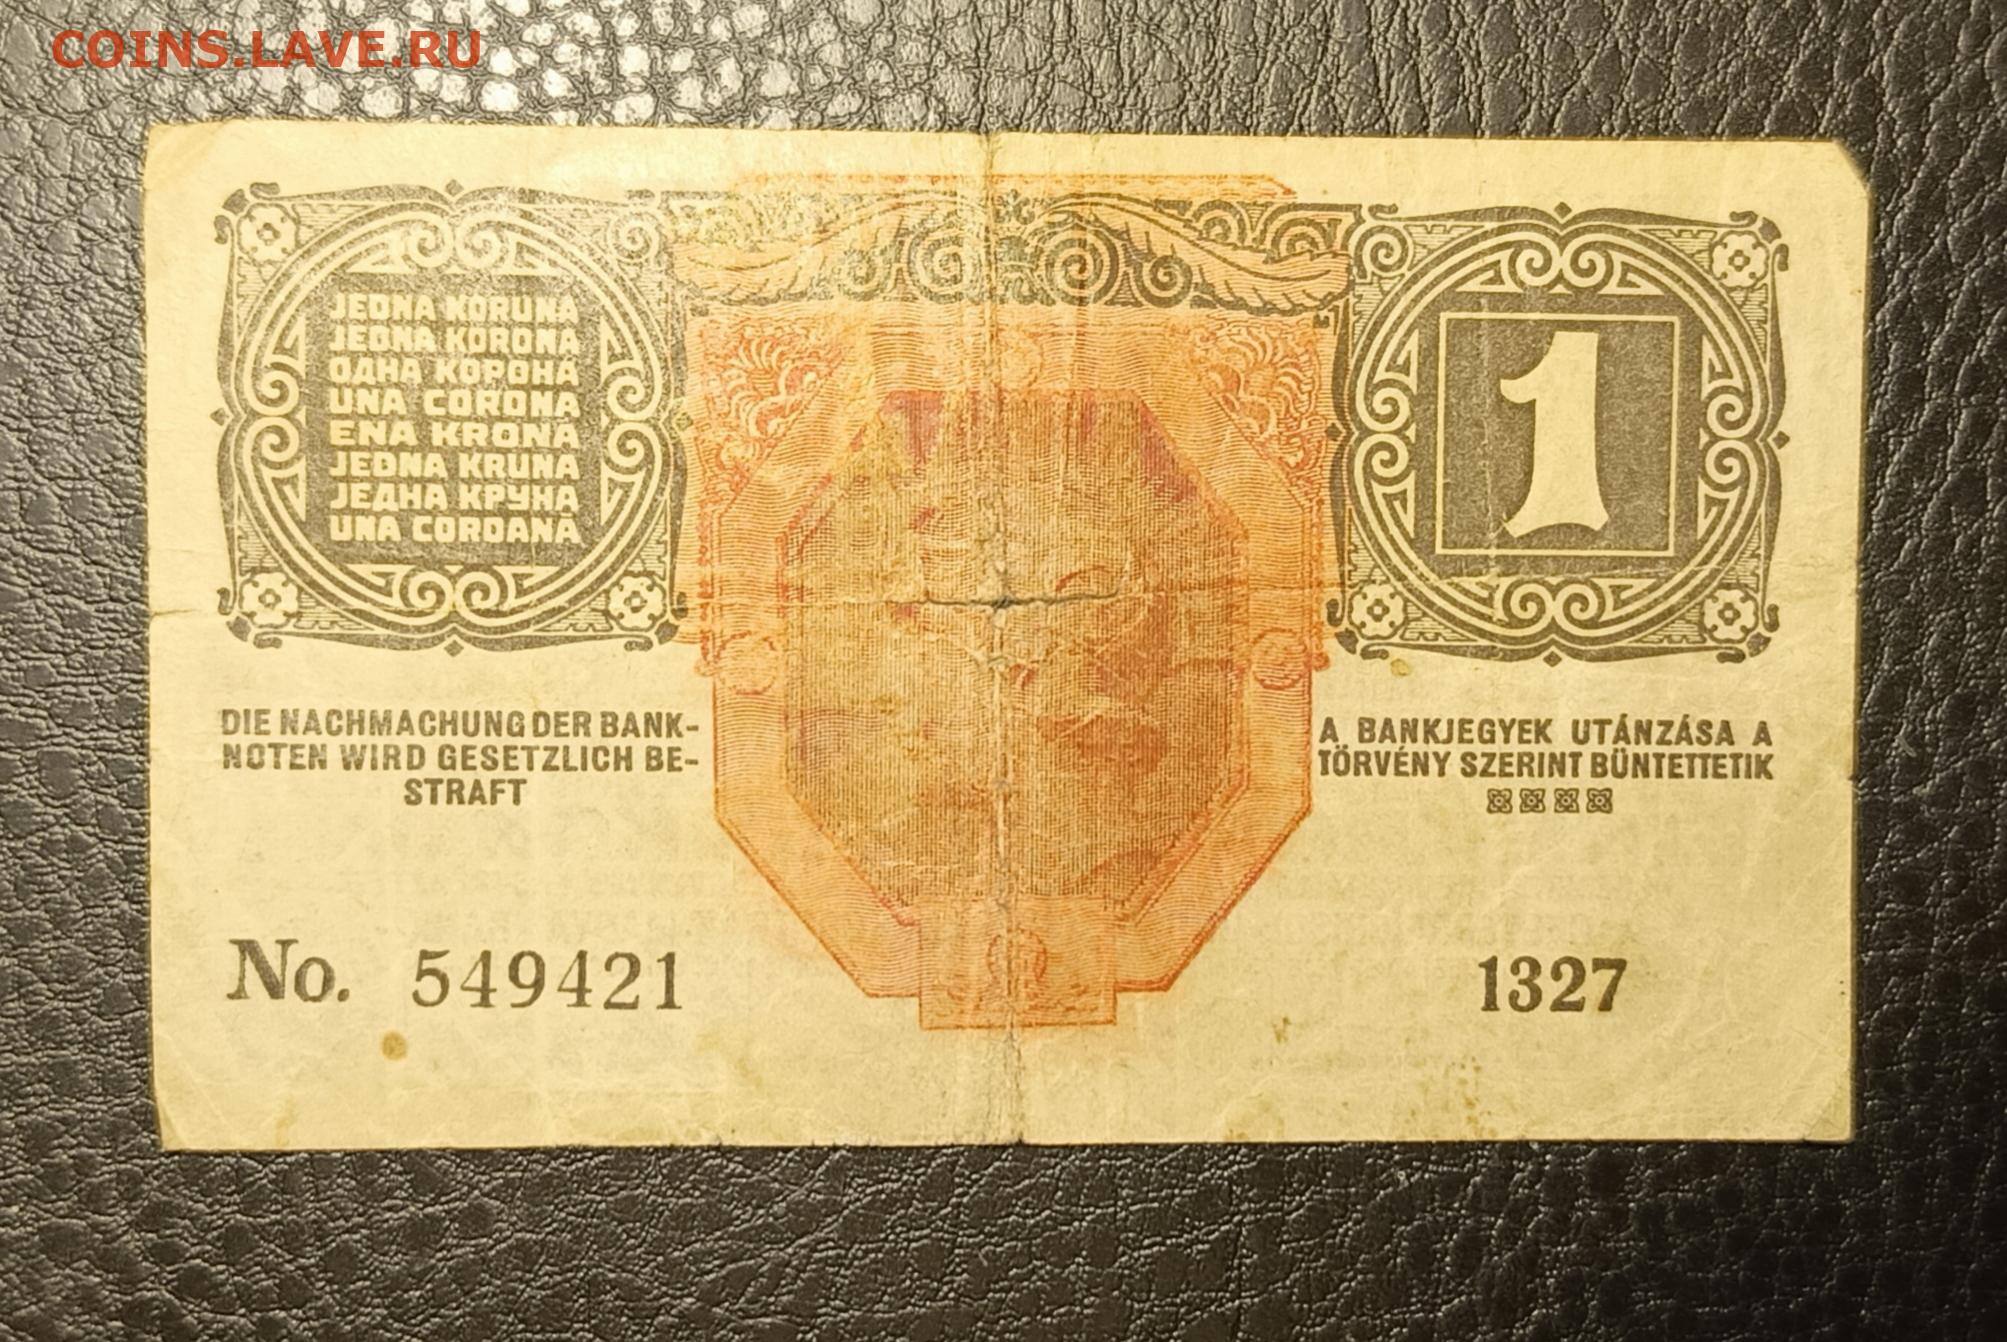 COINS.LAVE.RU
JEDNA KORUNA
JEDNA KORONA
ОДНА КОРОНА
UNA CORONA
ENA KRONA
JEDNA KRUNA
ЈЕДНА КРУНА
UNA COROANĂ
1
DIE NACHMACHUNG DER BANK-
NOTEN WIRD GESETZLICH BE-
STRAFT
A BANKJEGYEK UTÁNZÁSA A
TÖRVÉNY SZERINT BÜNTETTETIK
No. 549421
1327